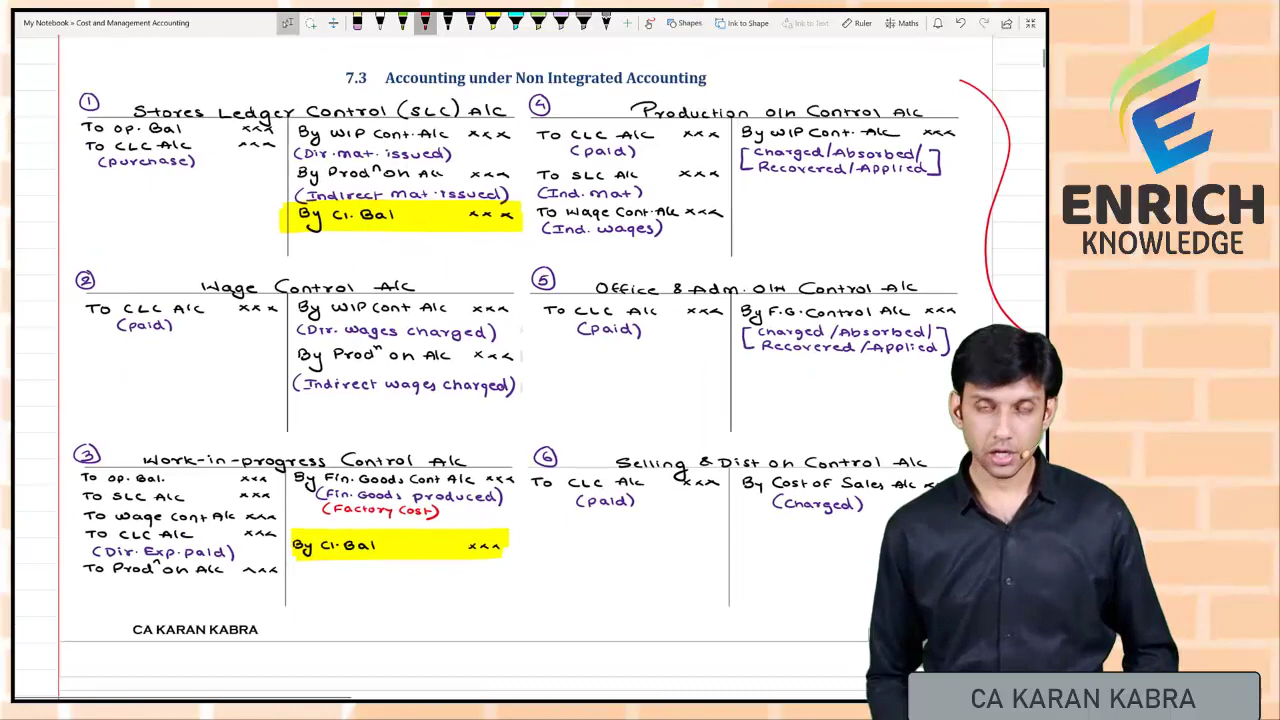 My Notebook » Cost and Management Accounting
Shapes
Ink to Shape
Ink to Text
Ruler
Maths
7.3 Accounting under Non Integrated Accounting
① Stores Ledger Control (SLC) A/c
To Op. Bal xxx
To CLC A/c xxx
(purchase)
By WIP Cont. A/c xxx
(Dir. mat. issued)
By Prodⁿ OH A/c xxx
(Indirect mat. issued)
By Cl. Bal xxx
② Wage Control A/c
To CLC A/c xxx
(paid)
By WIP Cont A/c xxx
(Dir. wages charged)
By Prodⁿ OH A/c xxx
(Indirect wages charged)
③ Work-in-progress Control A/c
To Op. Bal. xxx
To SLC A/c xxx
To Wage Cont A/c xxx
To CLC A/c xxx
(Dir. Exp. paid)
To Prodⁿ OH A/c xxx
By Fin. Goods Cont A/c xxx
(Fin. Goods produced)
(Factory Cost)
By Cl. Bal xxx
④ Production O/H Control A/c
To CLC A/c xxx
(paid)
To SLC A/c xxx
(Ind. mat)
To Wage Cont. A/c xxx
(Ind. wages)
By WIP Cont. A/c xxx
[Charged/Absorbed/
Recovered/Applied]
⑤ Office & Adm. O/H Control A/c
To CLC A/c xxx
(paid)
By F.G. Control A/c xxx
[Charged/Absorbed/
Recovered/Applied]
⑥ Selling & Dist OH Control A/c
To CLC A/c xxx
(paid)
By Cost of Sales A/c
(Charged)
CA KARAN KABRA
ENRICH
KNOWLEDGE
CA KARAN KABRA